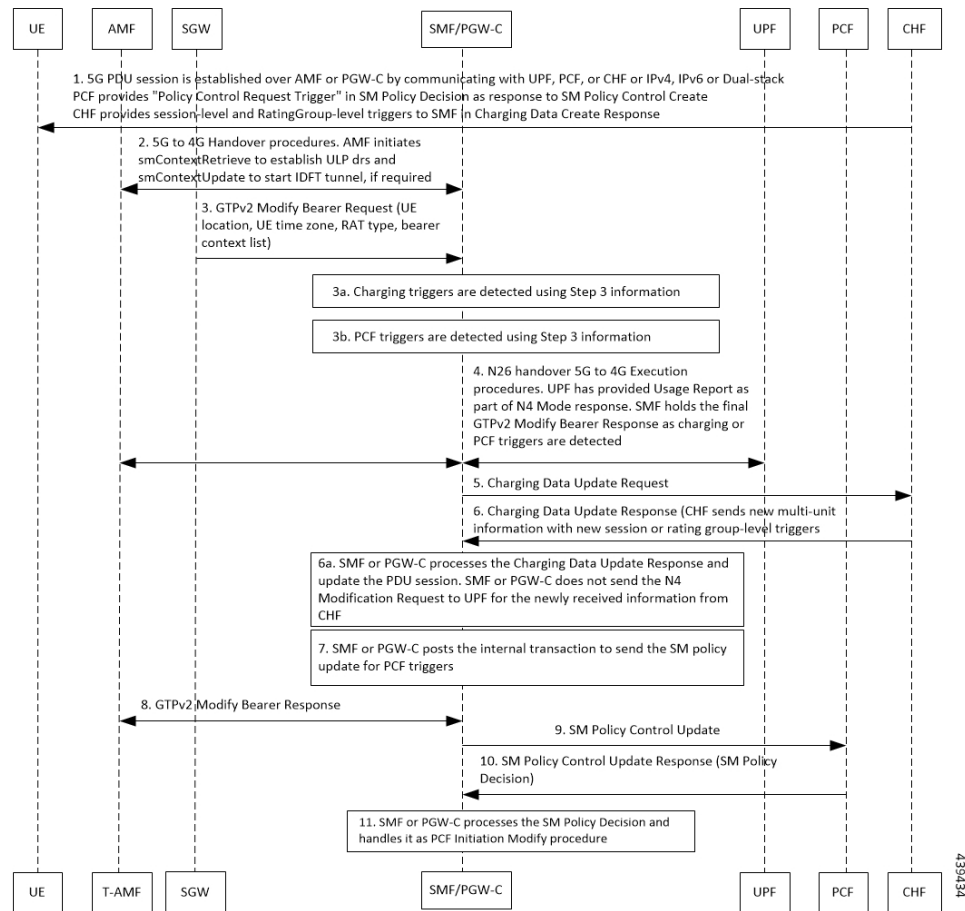 UE AMF SGW SMF/PGW-C UPF PCF CHF
1. 5G PDU session is established over AMF or PGW-C by communicating with UPF, PCF, or CHF or IPv4, IPv6 or Dual-stack
PCF provides "Policy Control Request Trigger" in SM Policy Decision as response to SM Policy Control Create
CHF provides session-level and RatingGroup-level triggers to SMF in Charging Data Create Response
2. 5G to 4G Handover procedures. AMF initiates
smContextRetrieve to establish ULP drs and
smContextUpdate to start IDFT tunnel, if required
3. GTPv2 Modify Bearer Request (UE
location, UE time zone, RAT type, bearer
context list)
3a. Charging triggers are detected using Step 3 information
3b. PCF triggers are detected using Step 3 information
4. N26 handover 5G to 4G Execution
procedures. UPF has provided Usage Report as
part of N4 Mode response. SMF holds the final
GTPv2 Modify Bearer Response as charging or
PCF triggers are detected
5. Charging Data Update Request
6. Charging Data Update Response (CHF sends new multi-unit
information with new session or rating group-level triggers
6a. SMF or PGW-C processes the Charging Data Update Response and
update the PDU session. SMF or PGW-C does not send the N4
Modification Request to UPF for the newly received information from
CHF
7. SMF or PGW-C posts the internal transaction to send the SM policy
update for PCF triggers
8. GTPv2 Modify Bearer Response
9. SM Policy Control Update
10. SM Policy Control Update Response (SM Policy
Decision)
11. SMF or PGW-C processes the SM Policy Decision and
handles it as PCF Initiation Modify procedure
UE T-AMF SGW SMF/PGW-C UPF PCF CHF
439434